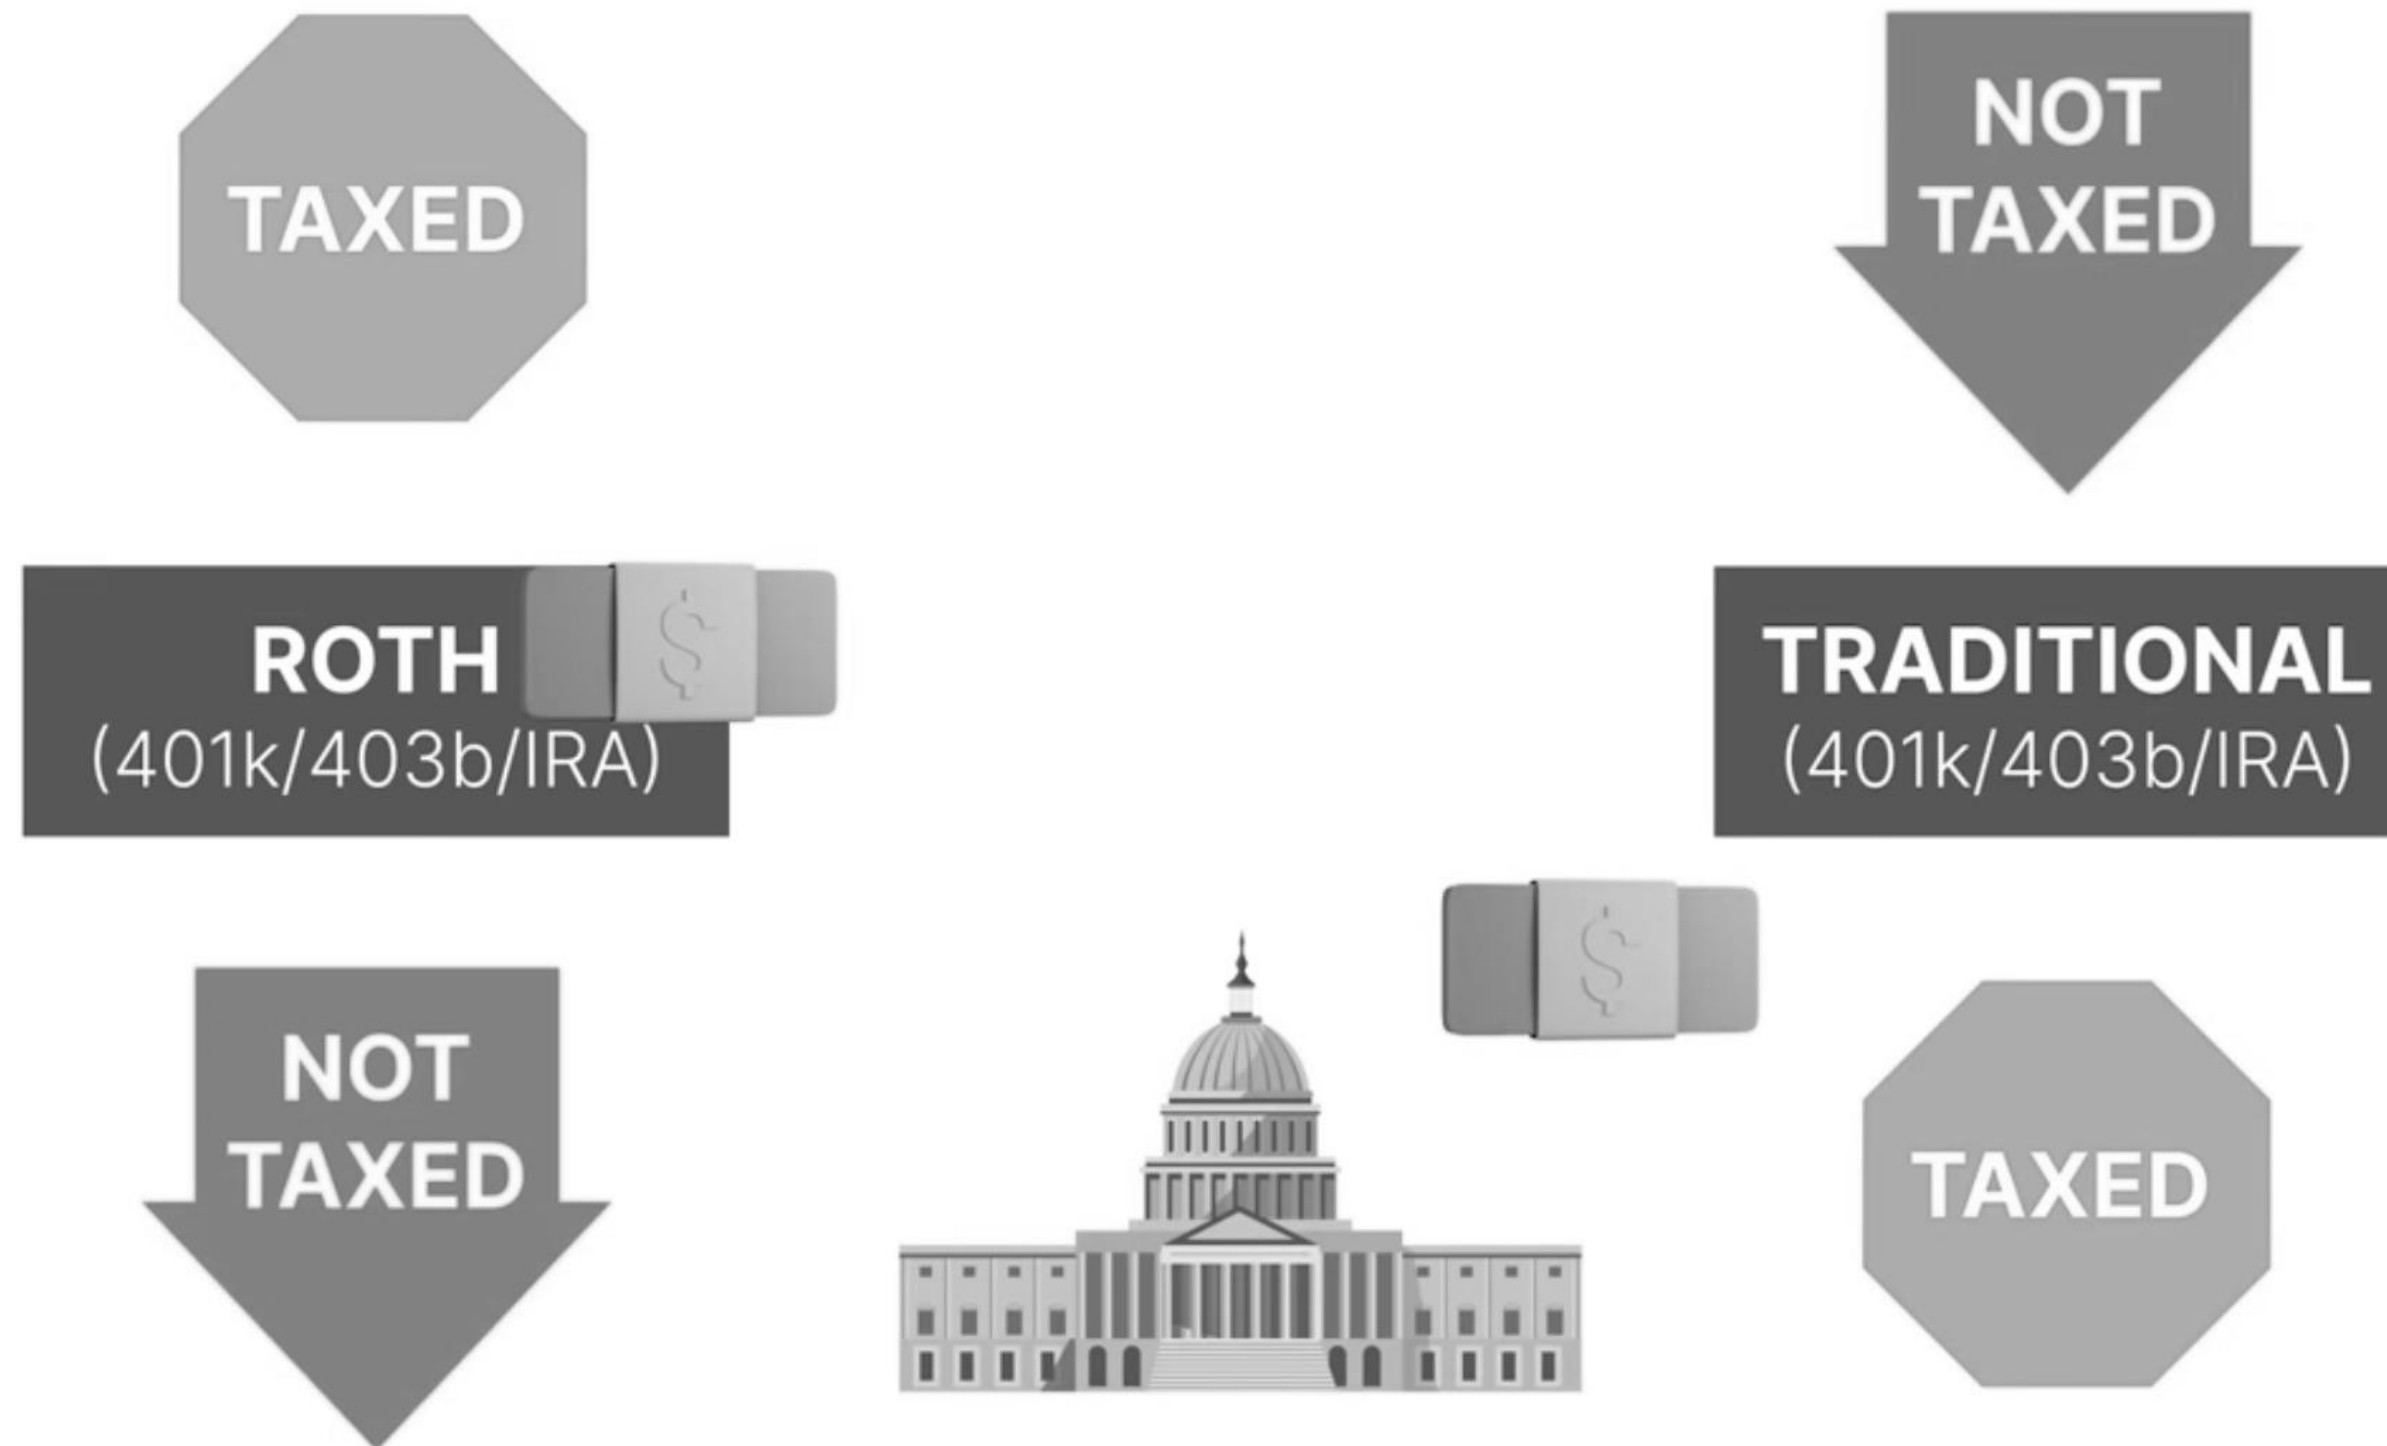 TAXED
ROTH
(401k/403b/IRA)
NOT
TAXED
$
$
NOT
TAXED
TRADITIONAL
(401k/403b/IRA)
TAXED